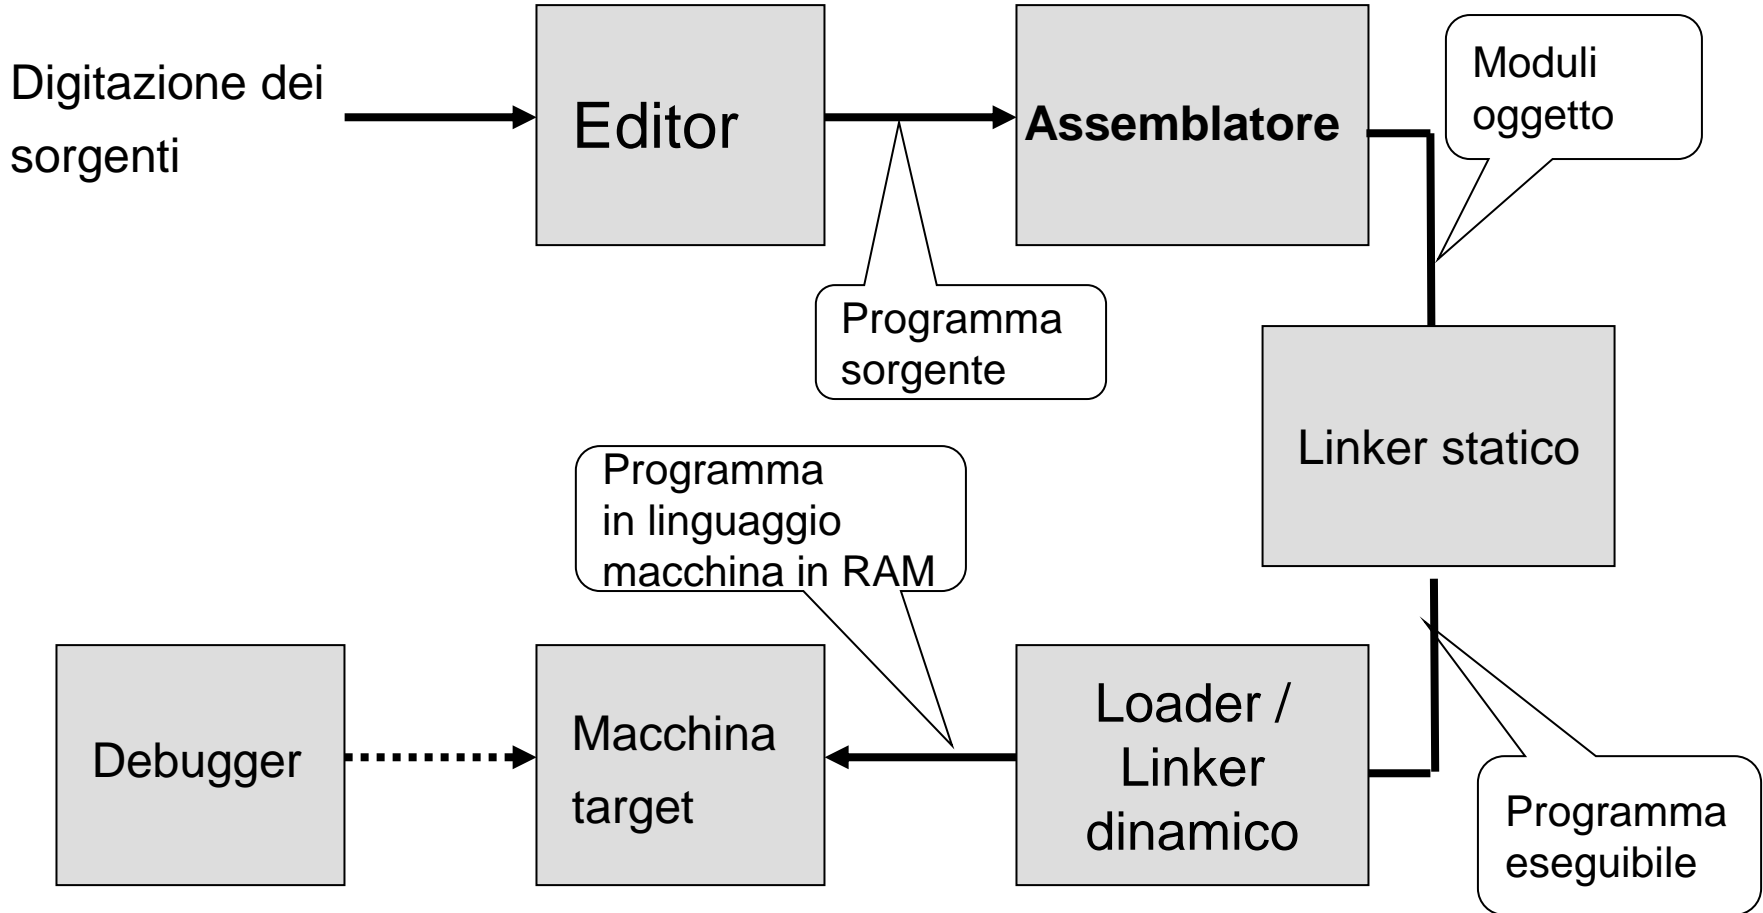 Digitazione dei
sorgenti
Editor
Assemblatore
Moduli
oggetto
Programma
sorgente
Linker statico
Programma
in linguaggio
macchina in RAM
Debugger
Macchina
target
Loader /
Linker
dinamico
Programma
eseguibile